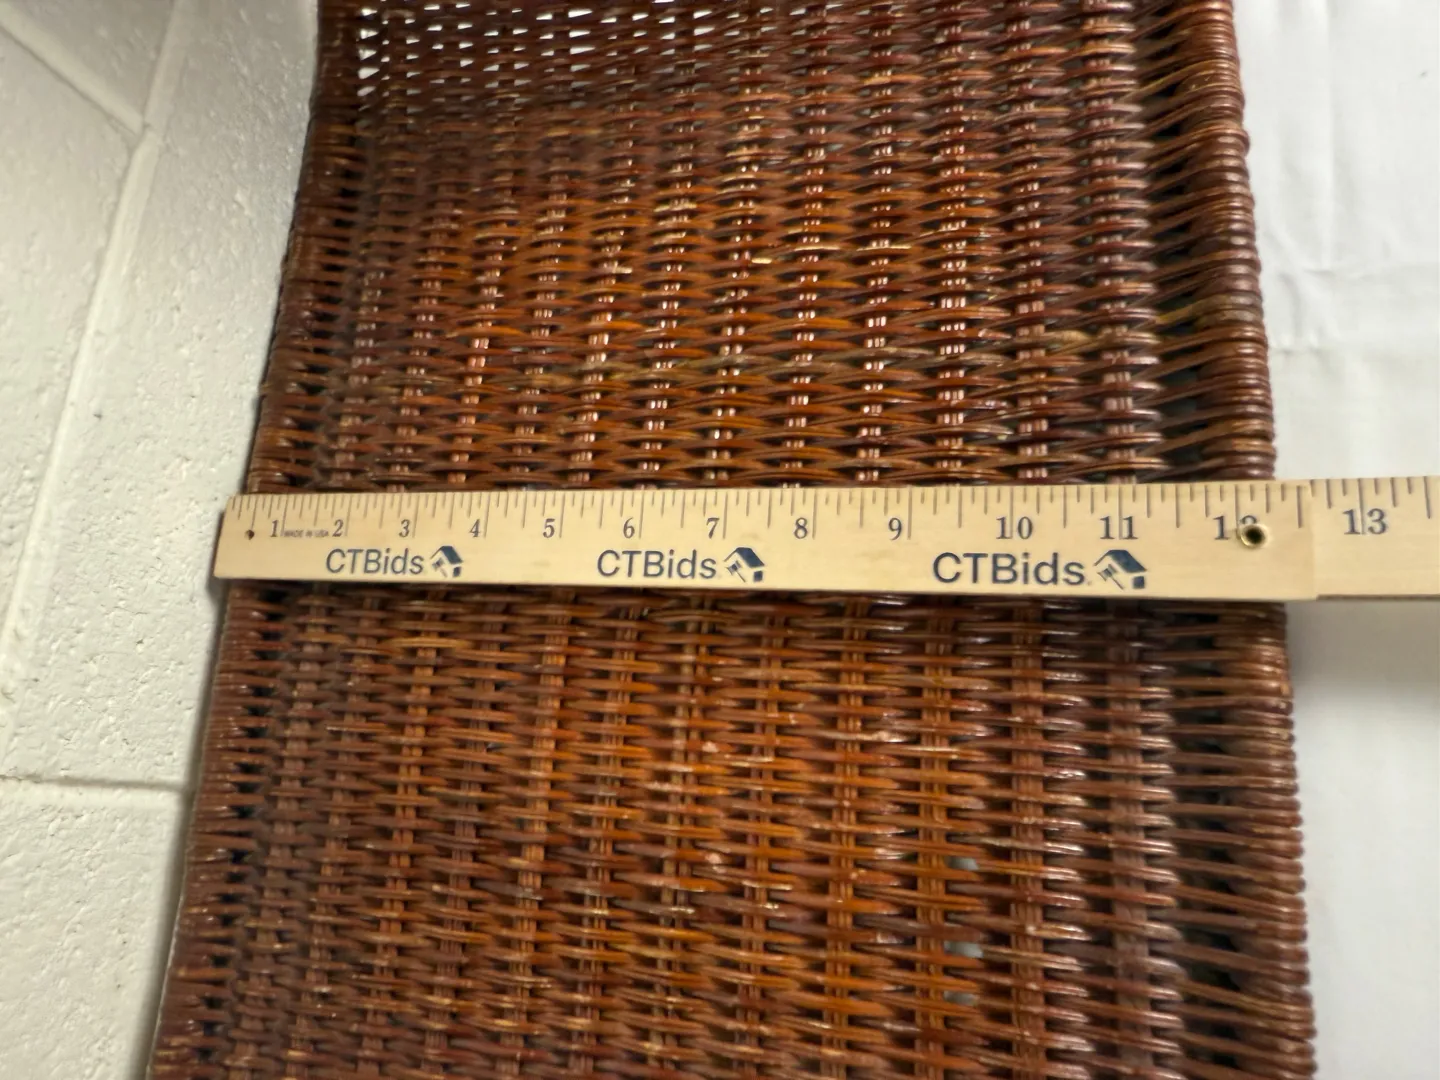 1 MADE IN USA 2 3 4 5 6 7 8 9 10 11 12 13
CTBids CTBids CTBids